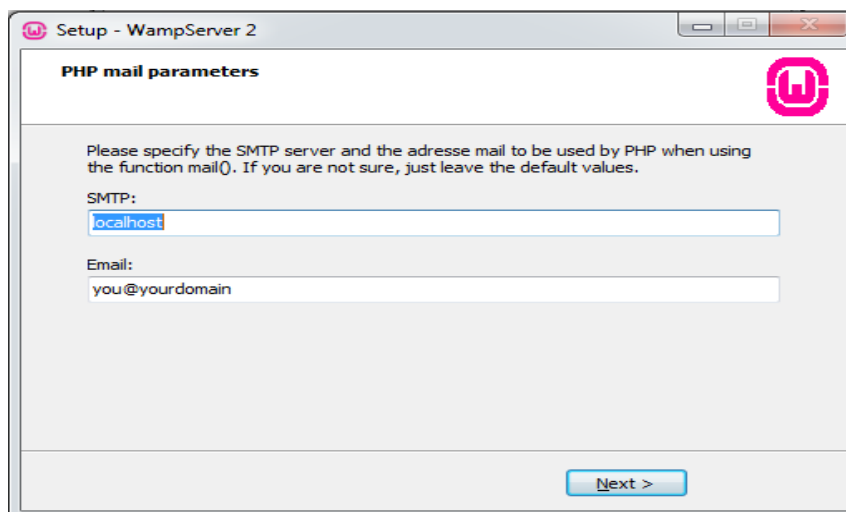 Setup - WampServer 2
PHP mail parameters
Please specify the SMTP server and the adresse mail to be used by PHP when using
the function mail(). If you are not sure, just leave the default values.
SMTP:
localhost
Email:
you@yourdomain
Next >